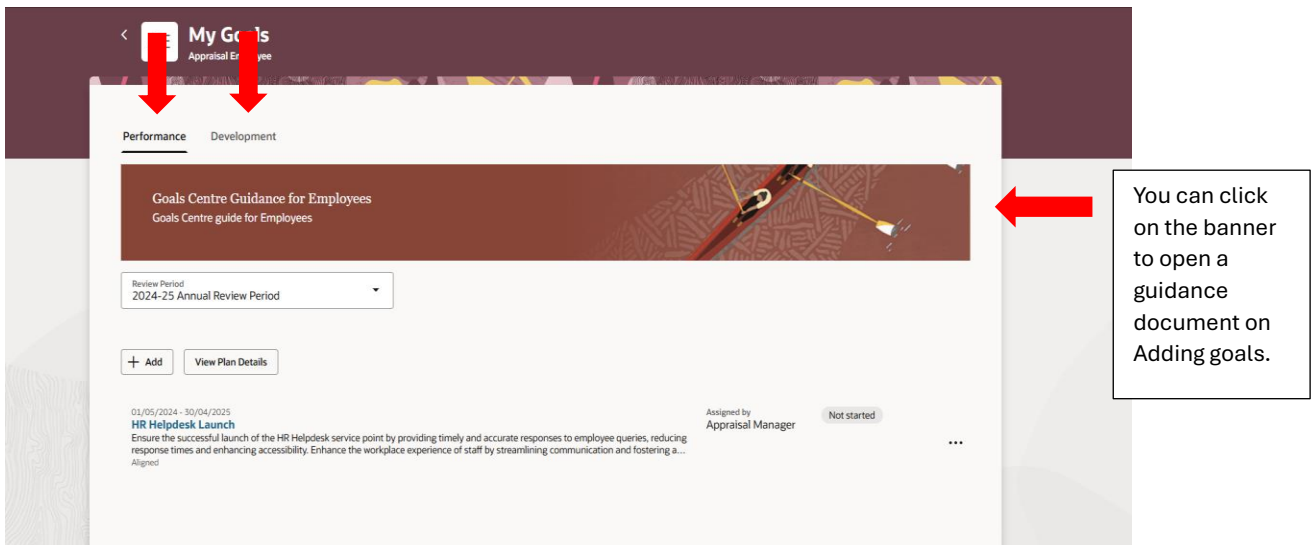 My Goals
Appraisal Employee
Performance Development
Goals Centre Guidance for Employees
Goals Centre guide for Employees
Review Period
2024-25 Annual Review Period
+ Add View Plan Details
01/05/2024 - 30/04/2025
HR Helpdesk Launch
Ensure the successful launch of the HR Helpdesk service point by providing timely and accurate responses to employee queries, reducing
response times and enhancing accessibility. Enhance the workplace experience of staff by streamlining communication and fostering a...
Aligned
Assigned by
Appraisal Manager
Not started
You can click
on the banner
to open a
guidance
document on
Adding goals.